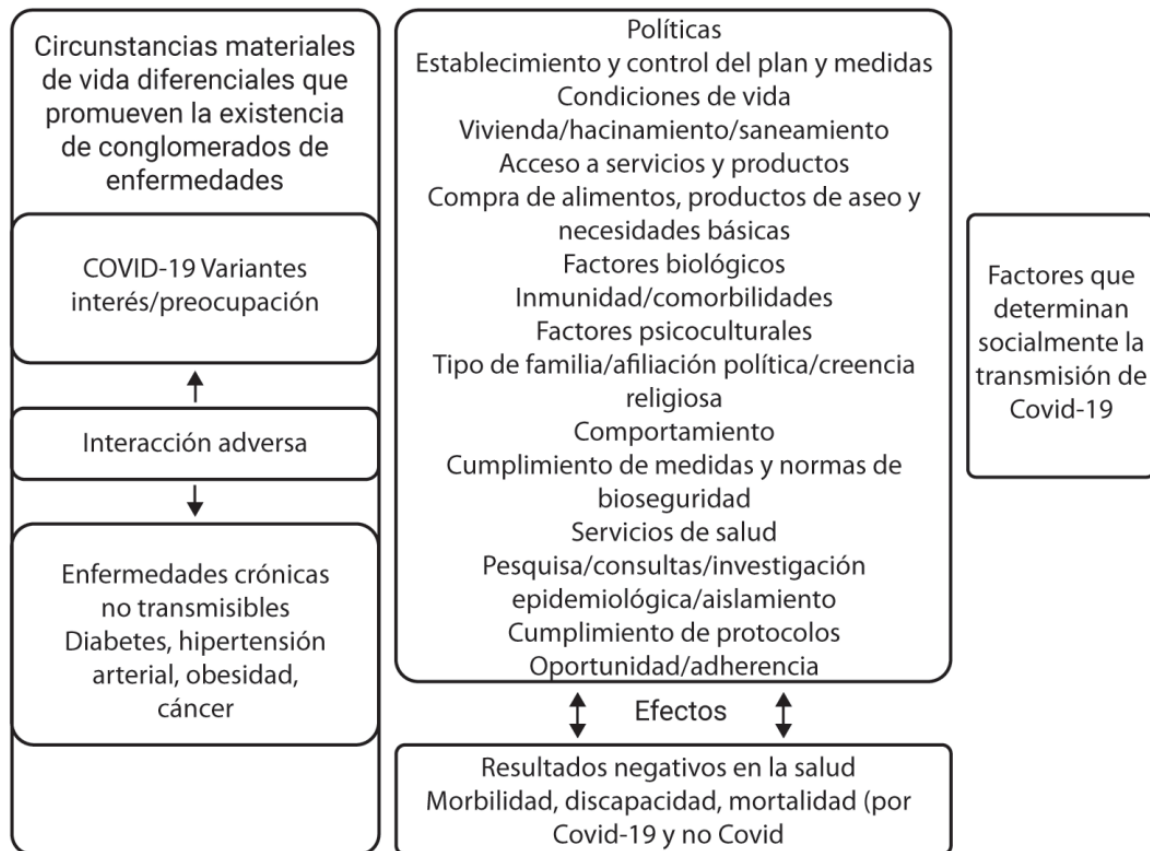 Circunstancias materiales
de vida diferenciales que
promueven la existencia
de conglomerados de
enfermedades
COVID-19 Variantes
interés/preocupación
Interacción adversa
Enfermedades crónicas
no transmisibles
Diabetes, hipertensión
arterial, obesidad,
cáncer
Políticas
Establecimiento y control del plan y medidas
Condiciones de vida
Vivienda/hacinamiento/saneamiento
Acceso a servicios y productos
Compra de alimentos, productos de aseo y
necesidades básicas
Factores biológicos
Inmunidad/comorbilidades
Factores psicoculturales
Tipo de familia/afiliación política/creencia
religiosa
Comportamiento
Cumplimiento de medidas y normas de
bioseguridad
Servicios de salud
Pesquisa/consultas/investigación
epidemiológica/aislamiento
Cumplimiento de protocolos
Oportunidad/adherencia
Efectos
Resultados negativos en la salud
Morbilidad, discapacidad, mortalidad (por
Covid-19 y no Covid
Factores que
determinan
socialmente la
transmisión de
Covid-19